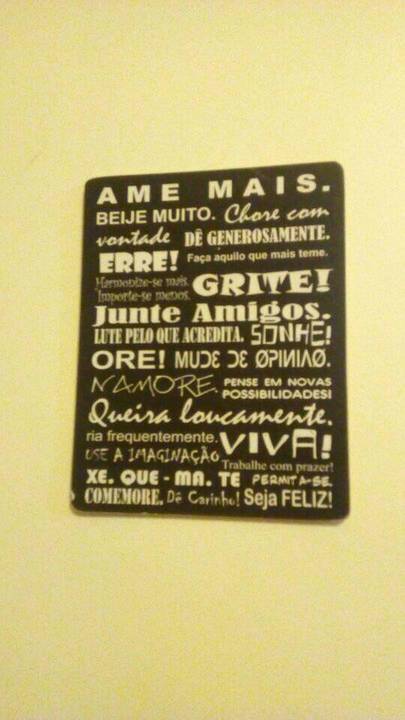 AME MAIS.
BEIJE MUITO. Chore com
vontade DÊ GENEROSAMENTE.
ERRE! Faça aquilo que mais teme.
Harmonize-se mais. GRITE!
Importe-se menos.
Junte Amigos.
LUTE PELO QUE ACREDITA. SONHE!
ORE! MUDE DE OPINIÃO.
NAMORE. PENSE EM NOVAS
POSSIBILIDADES!
Queira loucamente.
ria frequentemente. VIVA!
USE A IMAGINAÇÃO.
Trabalhe com prazer!
XE. QUE - MA. TE PERMITA-SE.
COMEMORE. Dê Carinho! Seja FELIZ!